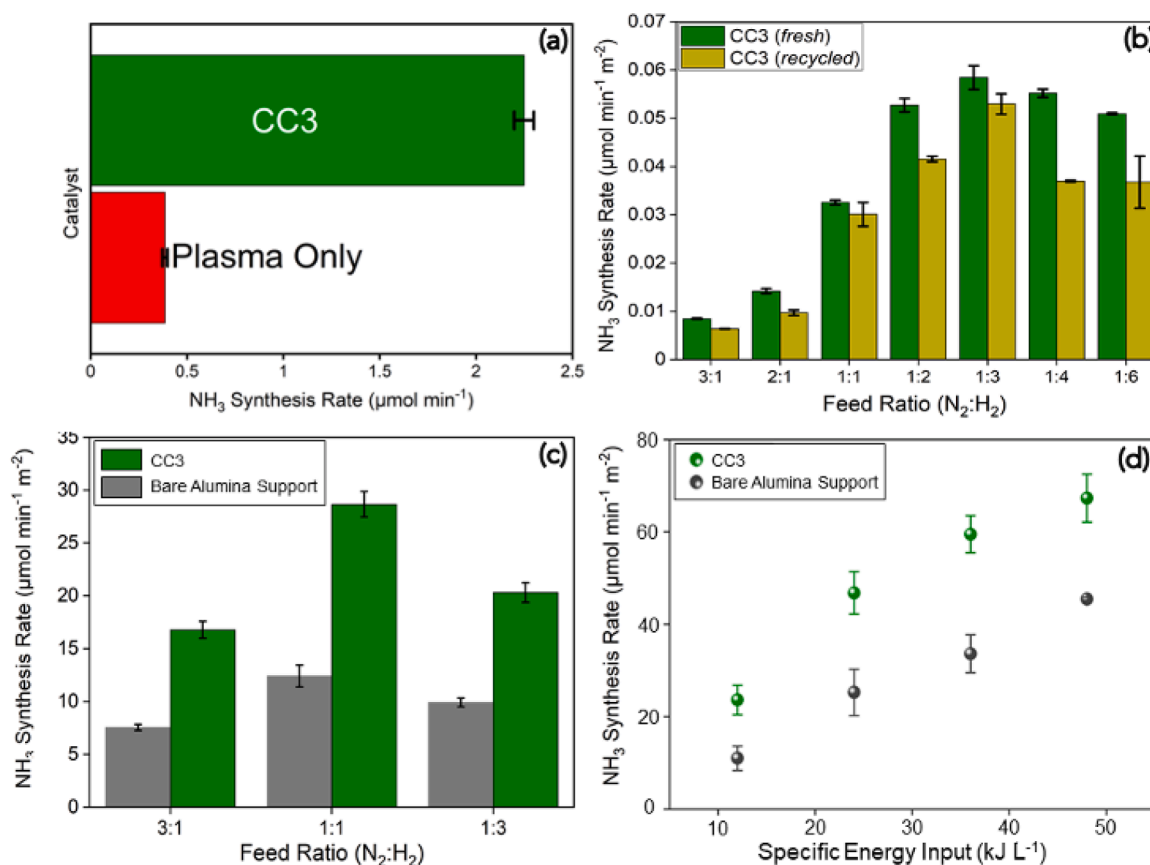 (a)
CC3
Plasma Only
Catalyst
0 0.5 1 1.5 2 2.5
NH₃ Synthesis Rate (µmol min⁻¹)
(b)
CC3 (fresh)
CC3 (recycled)
NH₃ Synthesis Rate (µmol min⁻¹ m⁻²)
0.07
0.06
0.05
0.04
0.03
0.02
0.01
0
3:1 2:1 1:1 1:2 1:3 1:4 1:6
Feed Ratio (N₂:H₂)
(c)
CC3
Bare Alumina Support
NH₃ Synthesis Rate (µmol min⁻¹ m⁻²)
35
30
25
20
15
10
5
0
3:1 1:1 1:3
Feed Ratio (N₂:H₂)
(d)
CC3
Bare Alumina Support
NH₃ Synthesis Rate (µmol min⁻¹ m⁻²)
80
60
40
20
0
10 20 30 40 50
Specific Energy Input (kJ L⁻¹)